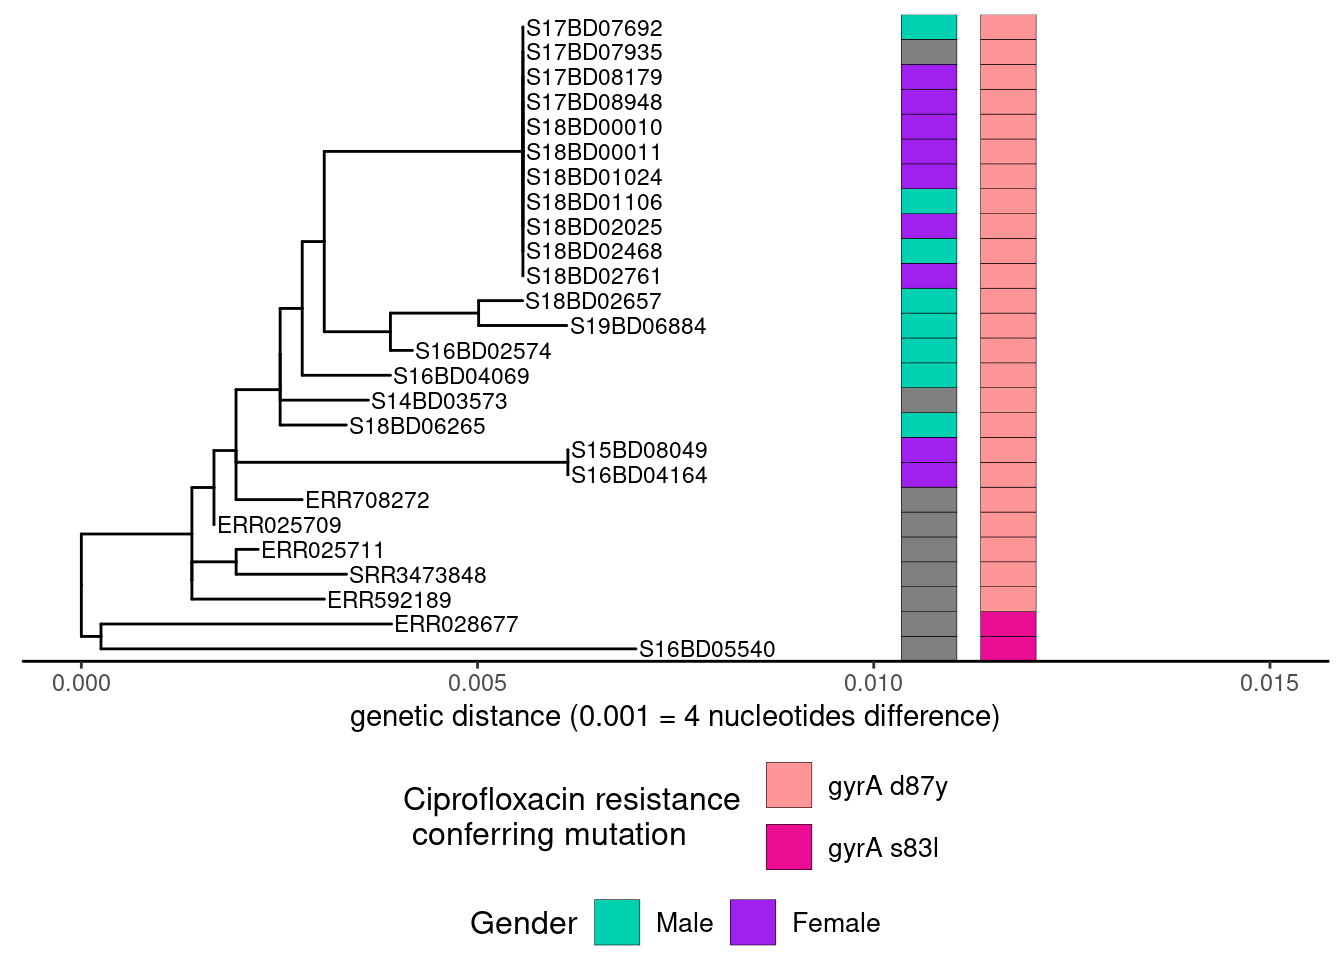 S17BD07692
S17BD07935
S17BD08179
S17BD08948
S18BD00010
S18BD00011
S18BD01024
S18BD01106
S18BD02025
S18BD02468
S18BD02761
S18BD02657
S19BD06884
S16BD02574
S16BD04069
S14BD03573
S18BD06265
S15BD08049
S16BD04164
ERR708272
ERR025709
ERR025711
SRR3473848
ERR592189
ERR028677
S16BD05540
0.000 0.005 0.010 0.015
genetic distance (0.001 = 4 nucleotides difference)
Ciprofloxacin resistance
conferring mutation
gyrA d87y
gyrA s83l
Gender Male Female